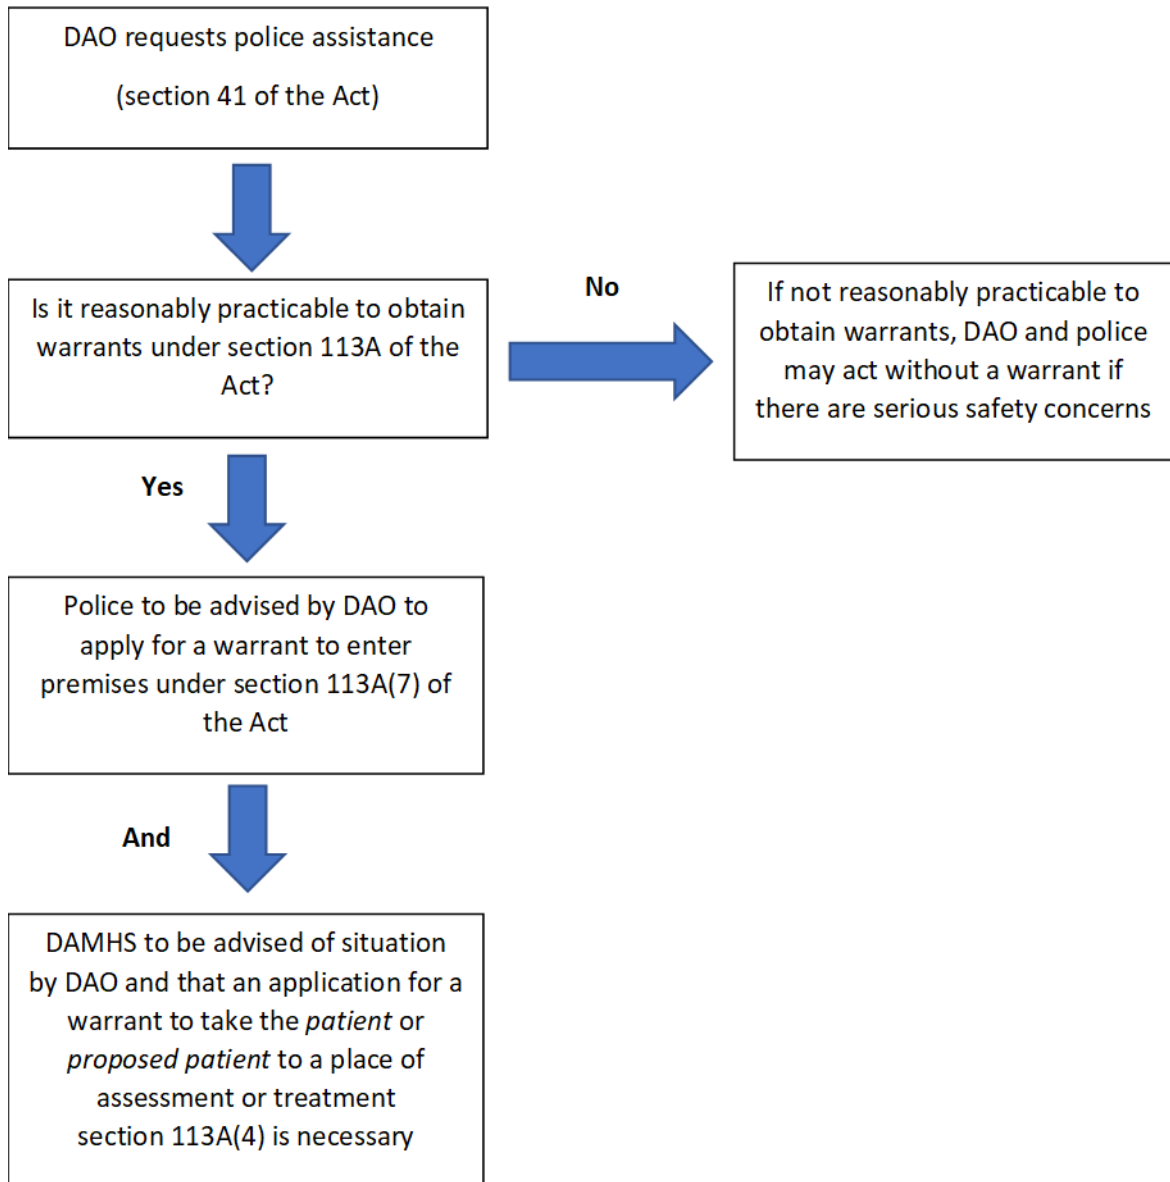 DAO requests police assistance
(section 41 of the Act)
Is it reasonably practicable to obtain
warrants under section 113A of the
Act?
No
If not reasonably practicable to
obtain warrants, DAO and police
may act without a warrant if
there are serious safety concerns
Yes
Police to be advised by DAO to
apply for a warrant to enter
premises under section 113A(7) of
the Act
And
DAMHS to be advised of situation
by DAO and that an application for a
warrant to take the patient or
proposed patient to a place of
assessment or treatment
section 113A(4) is necessary